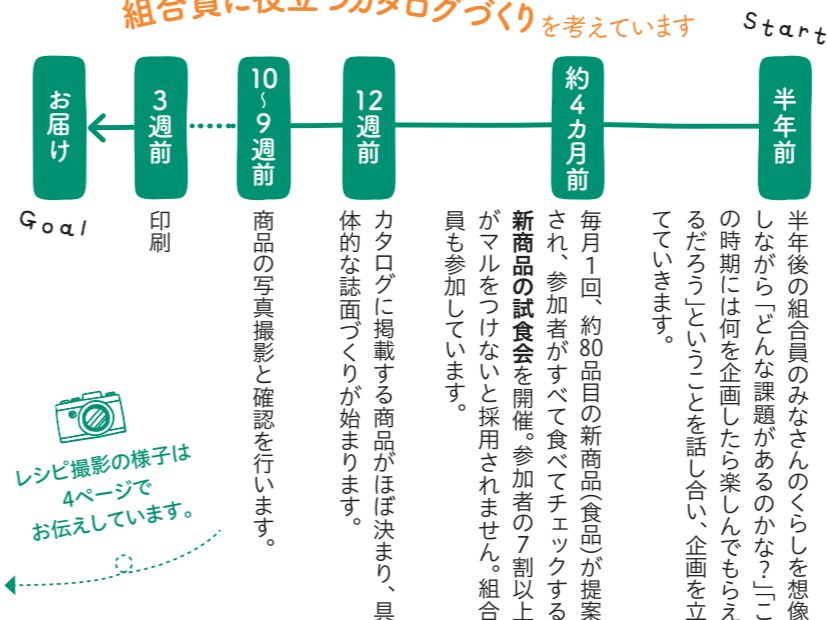 組合員に役立つカタログづくりを考えています
Start
半年前
半年後の組合員のみなさんのくらしを想像
しながら「どんな課題があるのかな?」「こ
の時期には何を企画したら楽しんでもらえ
るだろう」ということを話し合い、企画を立
てていきます。
約4カ月前
毎月1回、約80品目の新商品(食品)が提案
され、参加者がすべて食べてチェックする
新商品の試食会を開催。参加者の7割以上
がマルをつけないと採用されません。組合
員も参加しています。
12週前
カタログに掲載する商品がほぼ決まり、具
体的な誌面づくりが始まります。
10~9週前
商品の写真撮影と確認を行います。
3週前
印刷
お届け
Goal
レシピ撮影の様子は
4ページで
お伝えしています。